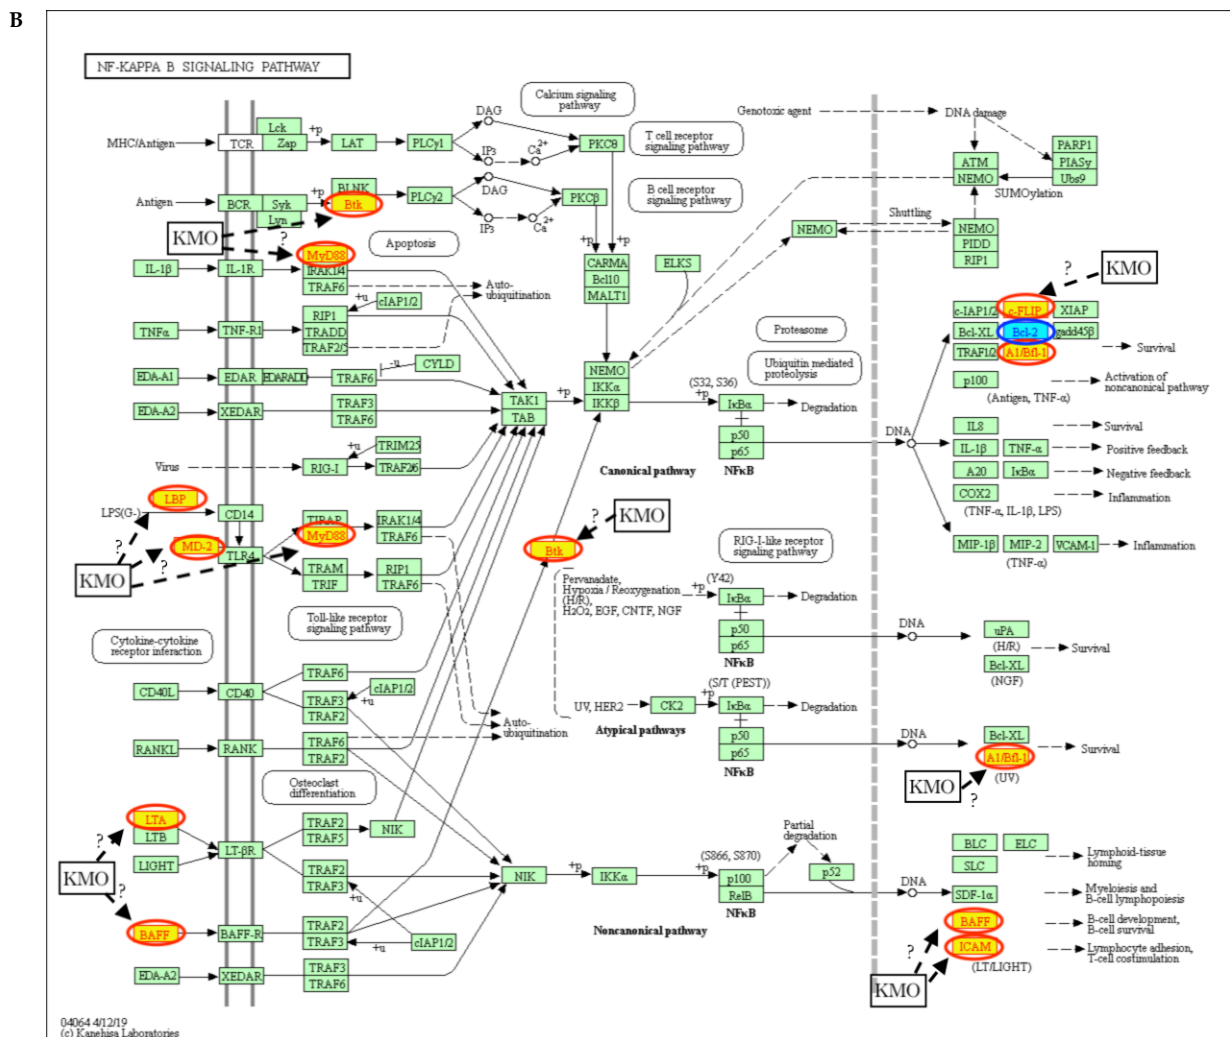 B
NF-KAPPA B SIGNALING PATHWAY
MHC/Antigen
TCR
Lck
Zap
+p
LAT
PLCγ1
DAG
IP3
Ca2+
PKCθ
Calcium signaling
pathway
T cell receptor
signaling pathway
Genotoxic agent
DNA damage
ATM
NEMO
PARP1
PIASy
Ubs9
SUMOylation
Antigen
BCR
Syk
Lyn
+p
BLNK
Btk
PLCγ2
DAG
IP3
Ca2+
PKCβ
B cell receptor
signaling pathway
KMO
?
Apoptosis
+p
+p
CARMA
Bcl10
MALT1
ELKS
NEMO
Shuttling
NEMO
PIDD
RIP1
IL-1β
IL-1R
MyD88
IRAK1/4
TRAF6
Auto-
ubiquitination
TNFα
TNF-R1
RIP1
TRADD
TRAF2/5
+u
cIAP1/2
Proteasome
Ubiquitin mediated
proteolysis
KMO
?
c-IAP1/2
c-FLIP
XIAP
Bcl-XL
Bcl-2
gadd45β
TRAF1/2
A1/Bfl-1
Survival
p100
Activation of
noncanonical pathway
(Antigen, TNF-α)
EDA-A1
EDAR
EDARADD
TRAF6
-u
CYLD
EDA-A2
XEDAR
TRAF3
TRAF6
TAK1
TAB
+p
NEMO
IKKα
IKKβ
(S32, S36)
+p
IκBα
Degradation
p50
p65
NFκB
Canonical pathway
DNA
IL8
Survival
IL-1β
TNF-α
Positive feedback
A20
IκBα
Negative feedback
COX2
Inflammation
(TNF-α, IL-1β, LPS)
MIP-1β
MIP-2
VCAM-1
Inflammation
(TNF-α)
Virus
RIG-I
+u
TRIM25
TRAF2/6
LBP
LPS(G-)
CD14
MD-2
TLR4
KMO
?
?
TIRAP
MyD88
IRAK1/4
TRAF6
TRAM
TRIF
RIP1
TRAF6
Toll-like receptor
signaling pathway
Btk
?
KMO
RIG-I-like receptor
signaling pathway
Pervanadate,
Hypoxia / Reoxygenation
(H/R),
H2O2, EGF, CNTF, NGF
(Y42)
+p
IκBα
Degradation
p50
p65
NFκB
DNA
uPA
(H/R)
Bcl-XL
(NGF)
Survival
Cytokine-cytokine
receptor interaction
CD40L
CD40
TRAF6
TRAF3
TRAF2
cIAP1/2
+u
RANKL
RANK
TRAF6
TRAF2
Auto-
ubiquitination
UV, HER2
CK2
(S/T (PEST))
+p
IκBα
Degradation
Atypical pathways
p50
p65
NFκB
DNA
Bcl-XL
A1/Bfl-1
(UV)
Survival
KMO
?
Osteoclast
differentiation
LTA
LTB
LIGHT
LT-βR
TRAF2
TRAF5
NIK
TRAF2
TRAF3
+u
KMO
?
?
BAFF
BAFF-R
TRAF2
TRAF3
+u
cIAP1/2
EDA-A2
XEDAR
TRAF3
TRAF6
NIK
+p
IKKα
+p
(S866, S870)
p100
RelB
NFκB
Partial
degradation
p52
Noncanonical pathway
DNA
BLC
ELC
SLC
Lymphoid-tissue
homing
SDF-1α
Myeloiesis and
B-cell lymphopoiesis
BAFF
B-cell development,
B-cell survival
ICAM
Lymphocyte adhesion,
T-cell costimulation
(LT/LIGHT)
KMO
?
04064 4/12/19
(c) Kanehisa Laboratories